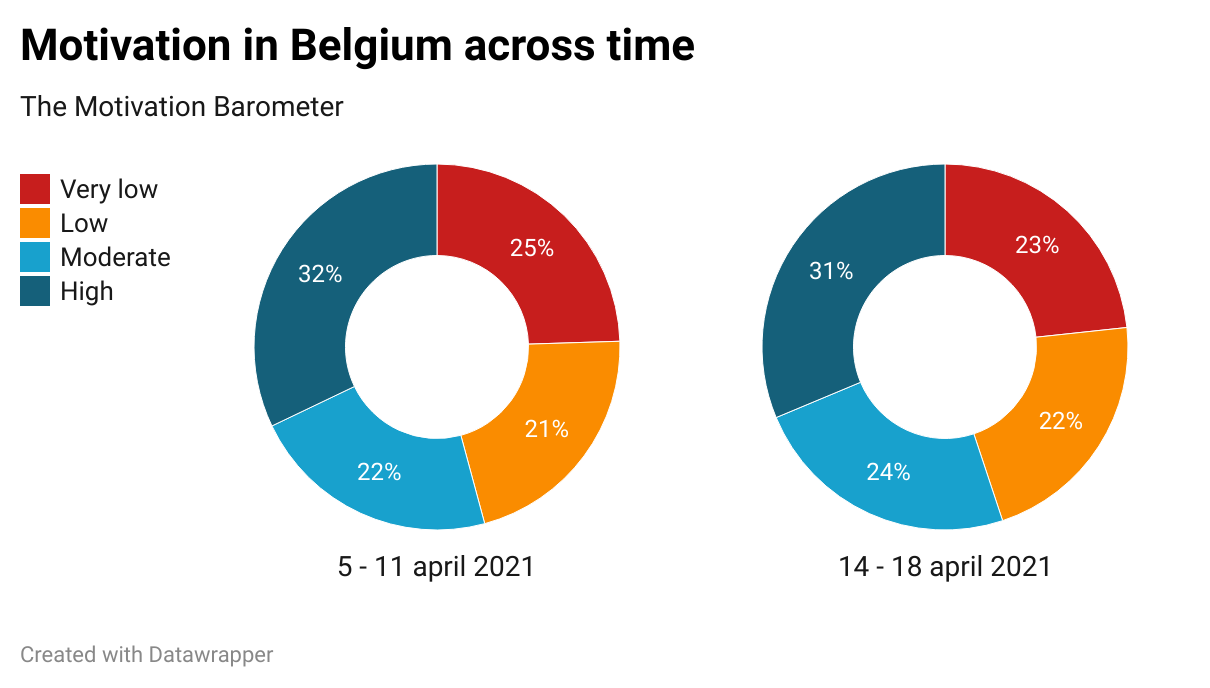 Motivation in Belgium across time
The Motivation Barometer
Very low
Low
Moderate
High
32%
25%
21%
22%
5 - 11 april 2021
31%
23%
22%
24%
14 - 18 april 2021
Created with Datawrapper